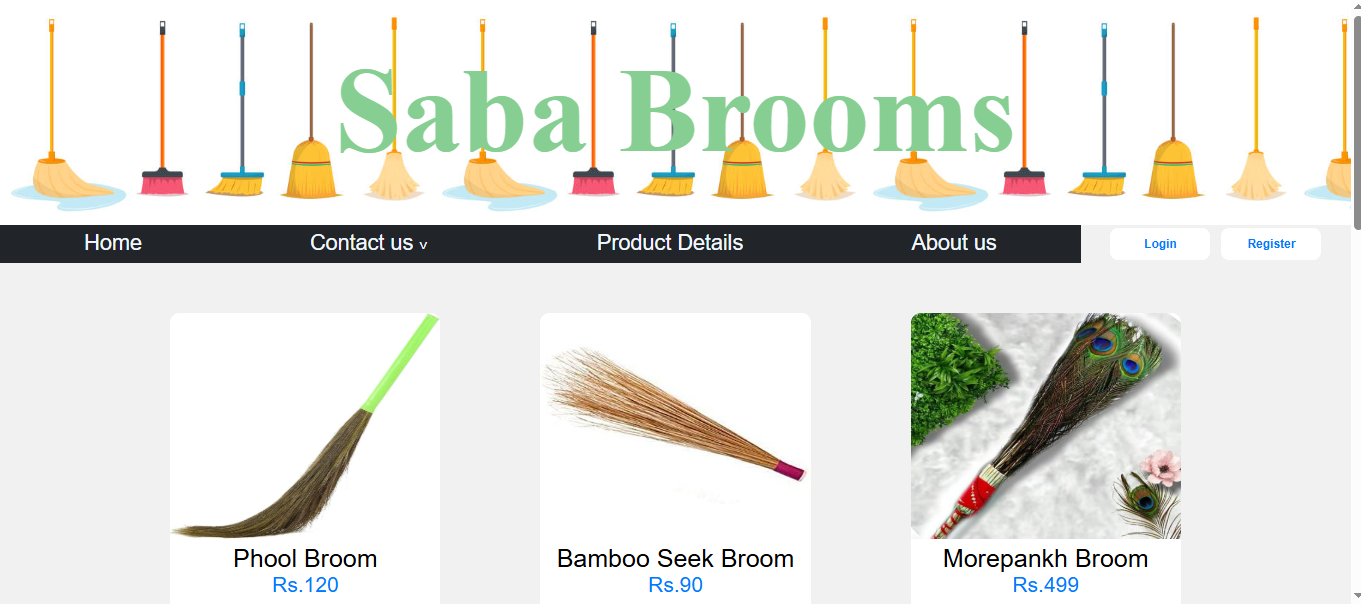 Saba Brooms
Home Contact us v Product Details About us Login Register
Phool Broom Bamboo Seek Broom Morepankh Broom
Rs.120 Rs.90 Rs.499